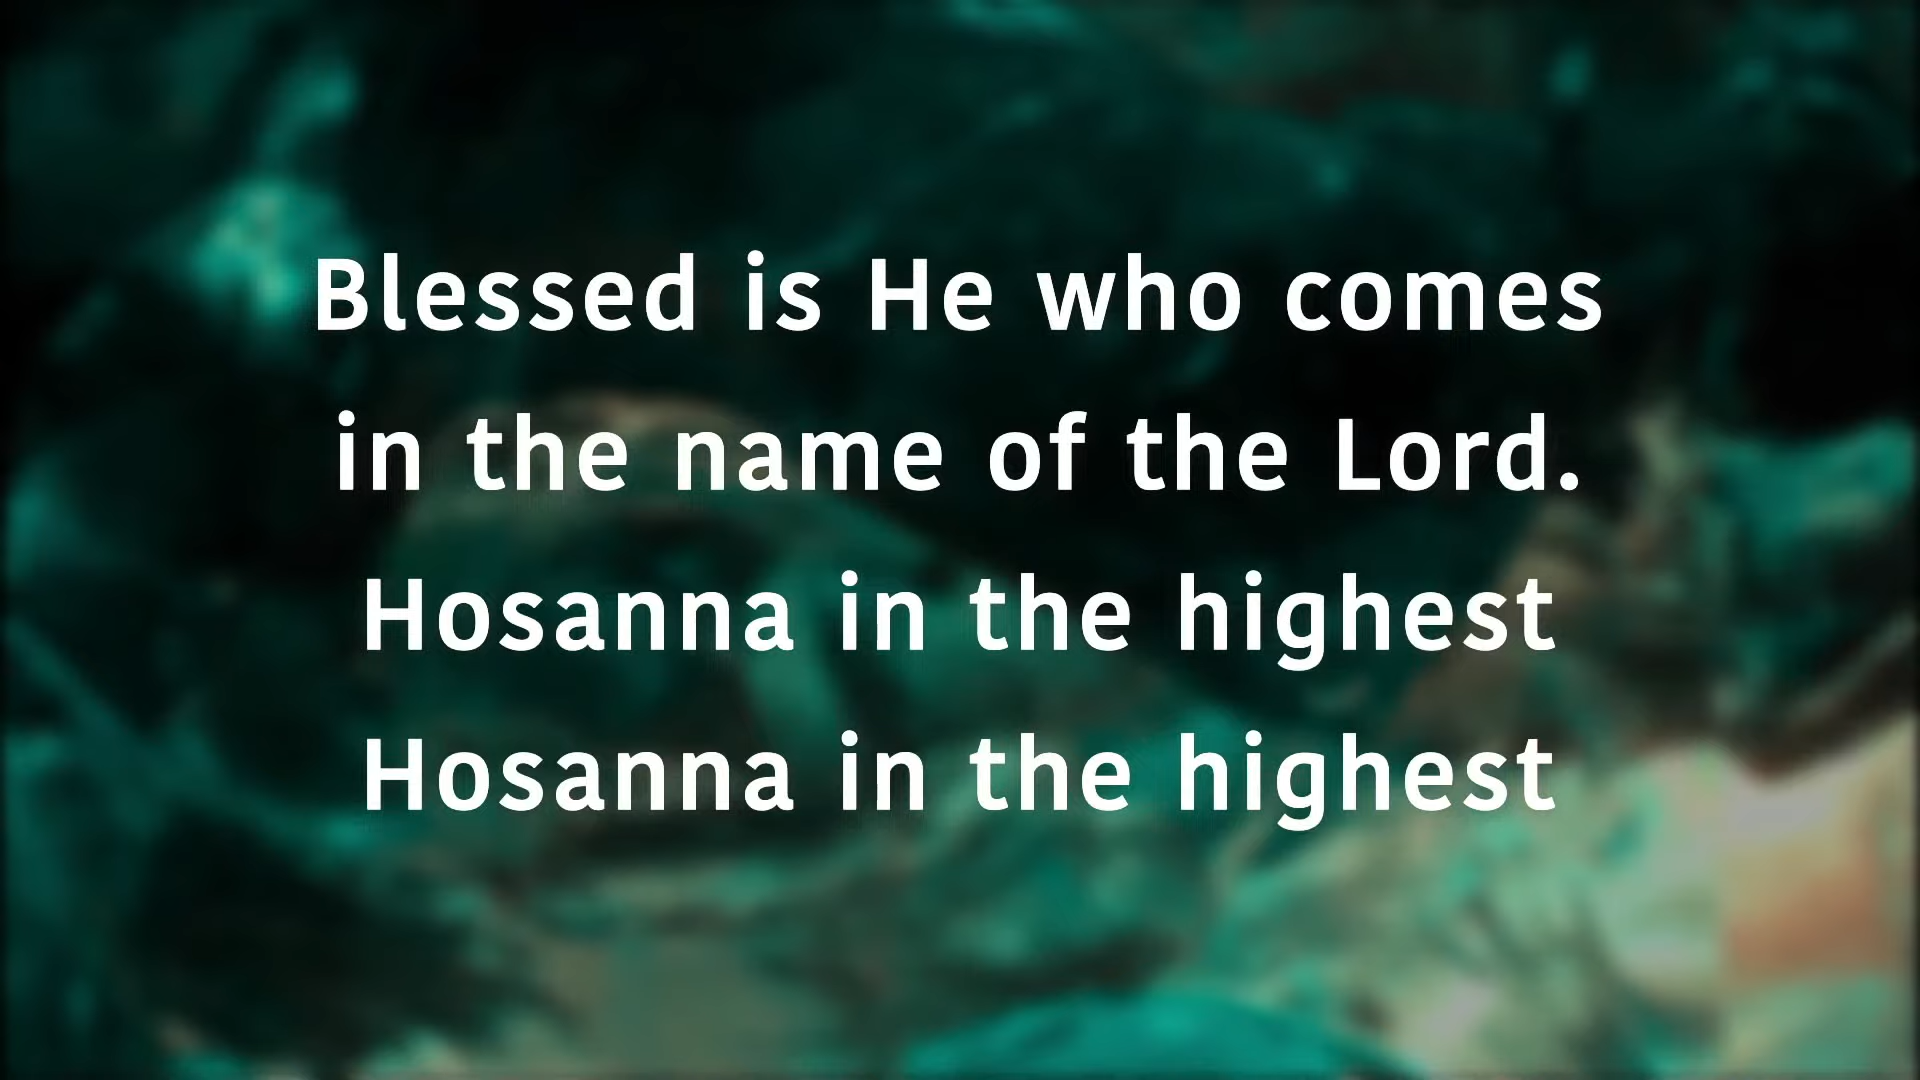 Blessed is He who comes
in the name of the Lord.
Hosanna in the highest
Hosanna in the highest